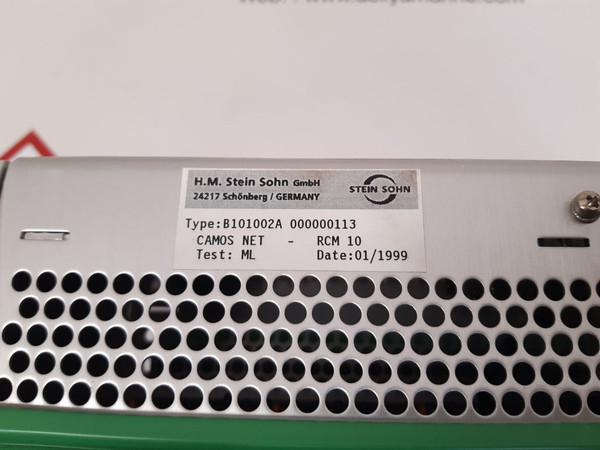 H.M. Stein Sohn GmbH
24217 Schönberg / GERMANY
STEIN SOHN
Type:B101002A 000000113
CAMOS NET - RCM 10
Test: ML Date:01/1999